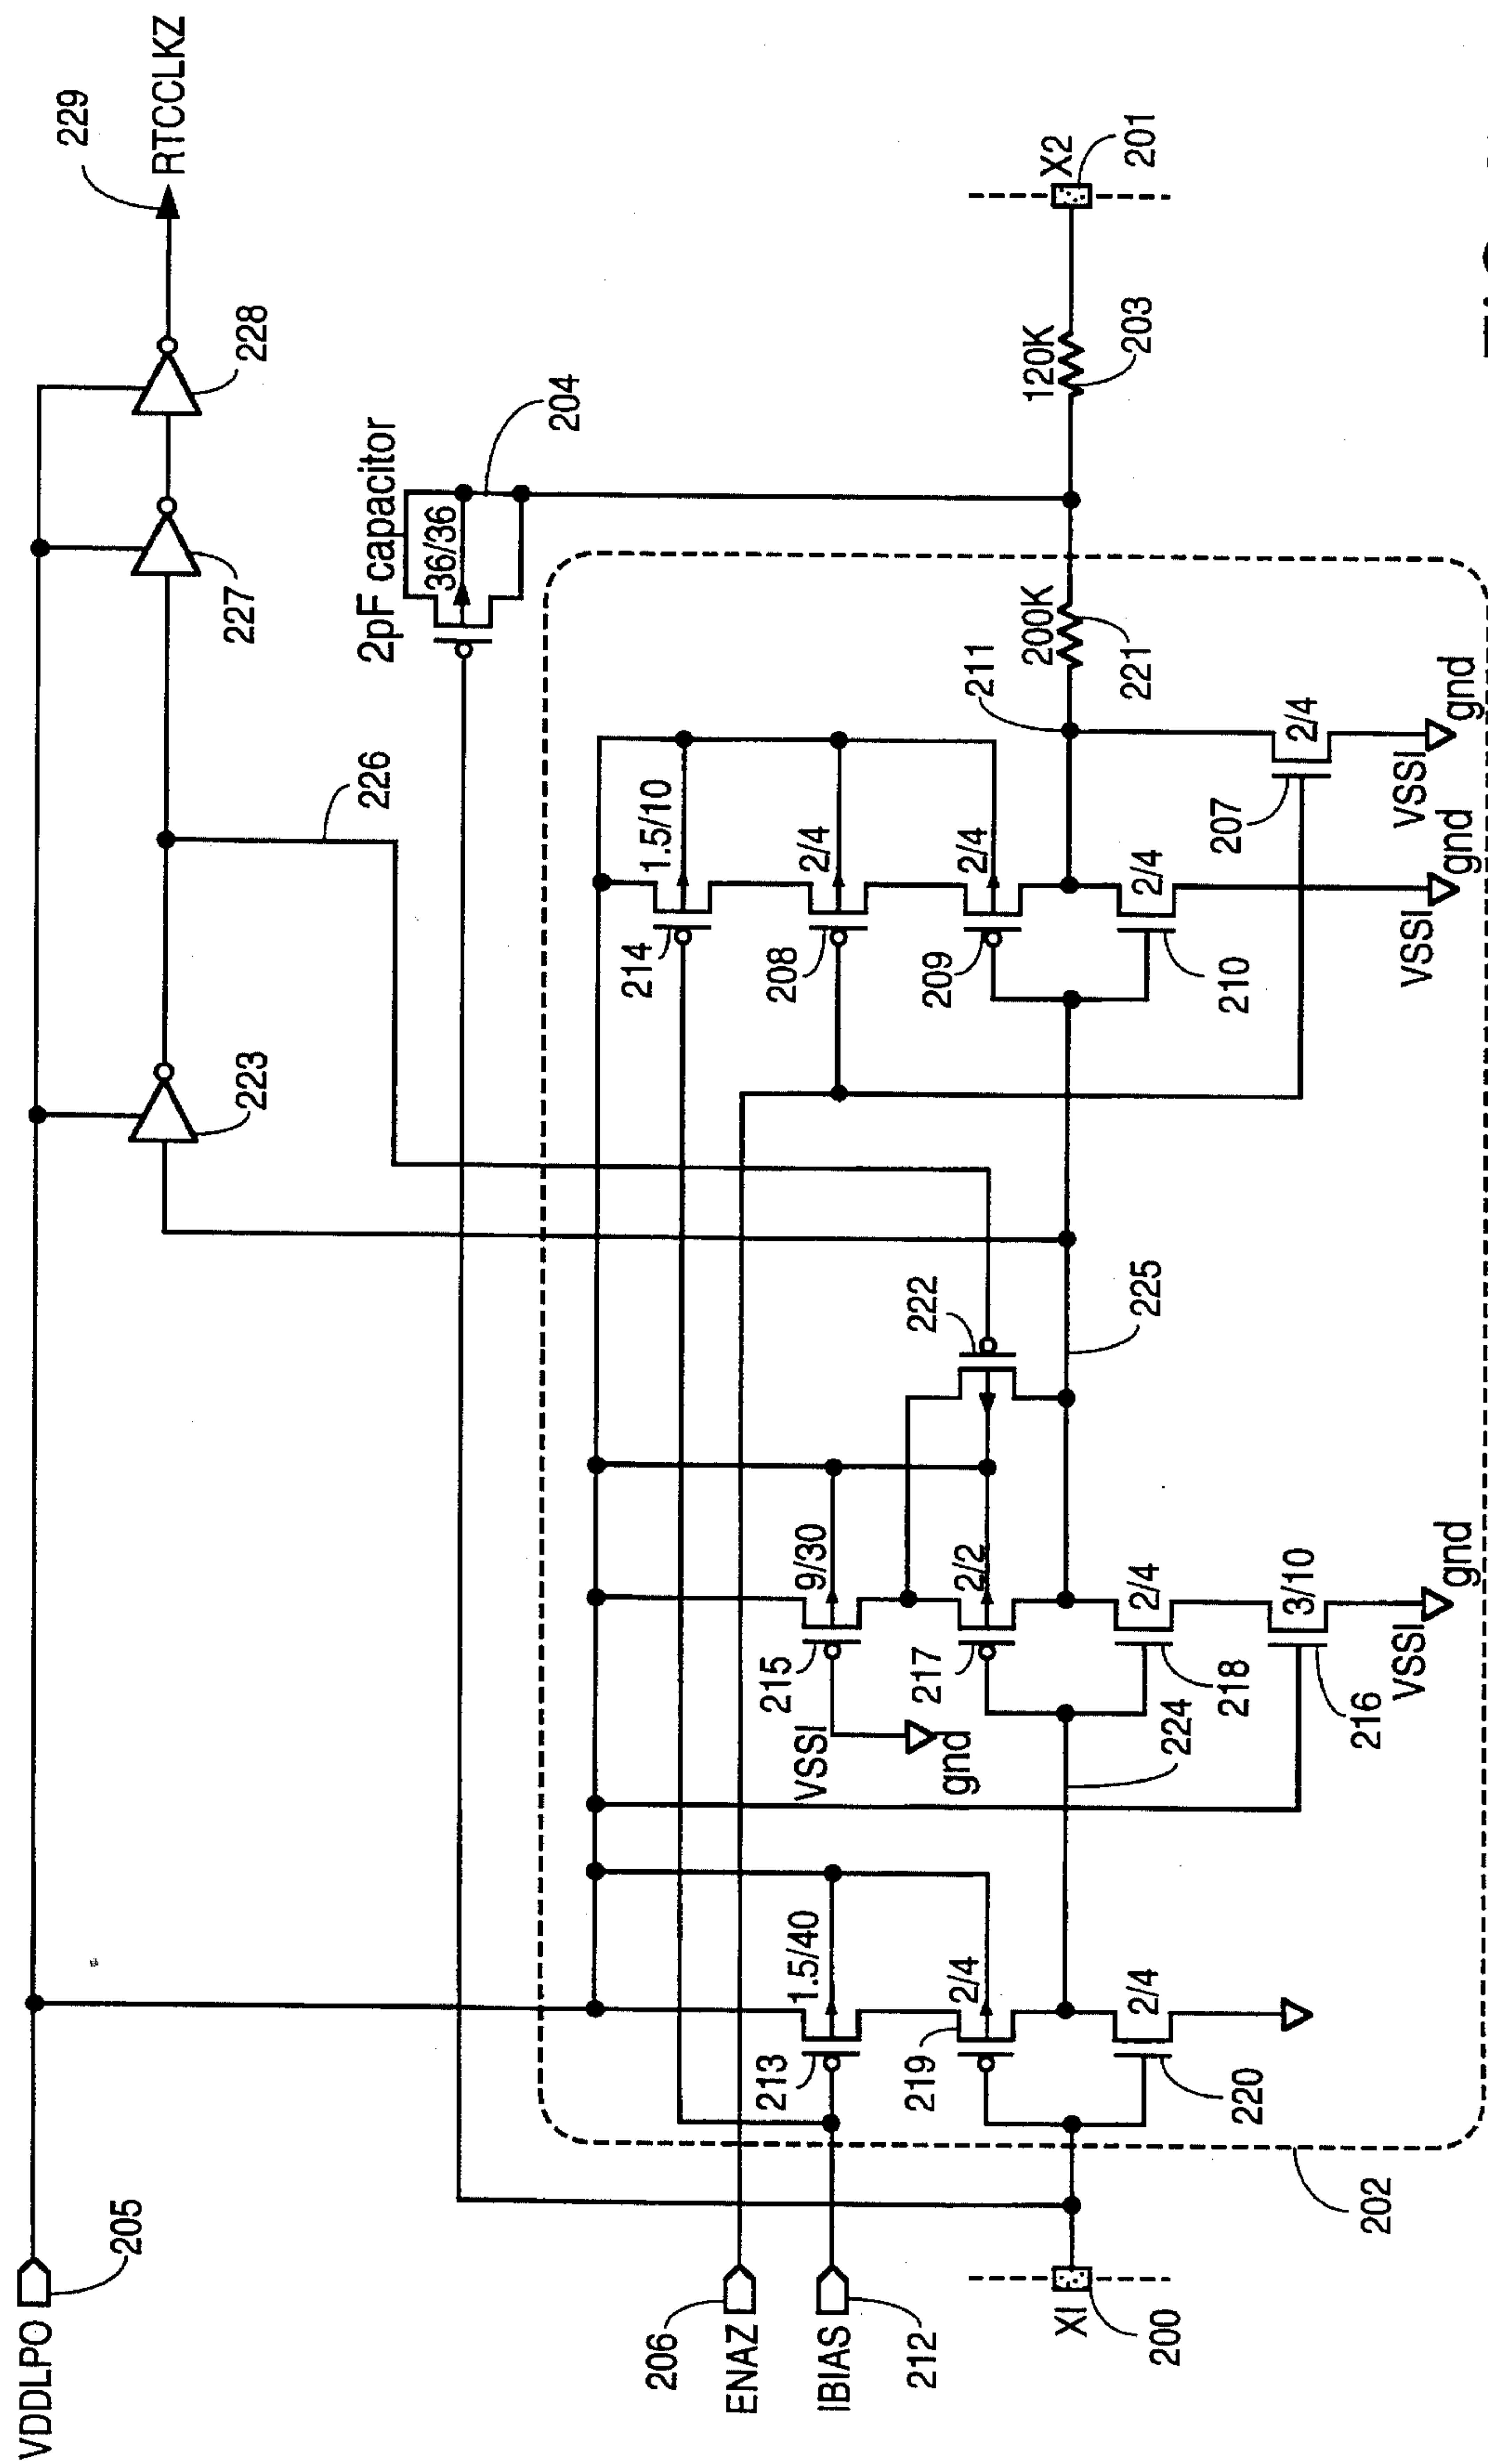 VDDLPO
205
229
RTCCLKZ
223
227
228
226
2pF capacitor
36/36
204
206
ENAZ
IBIAS
212
XI
200
202
213
1.5/40
219
2/4
220
2/4
224
215
9/30
VSSI
gnd
217
2/2
218
2/4
216
3/10
VSSI
gnd
222
225
214
1.5/10
208
2/4
209
2/4
210
2/4
VSSI
gnd
211
200K
221
207
2/4
VSSI
gnd
120K
203
X2
201